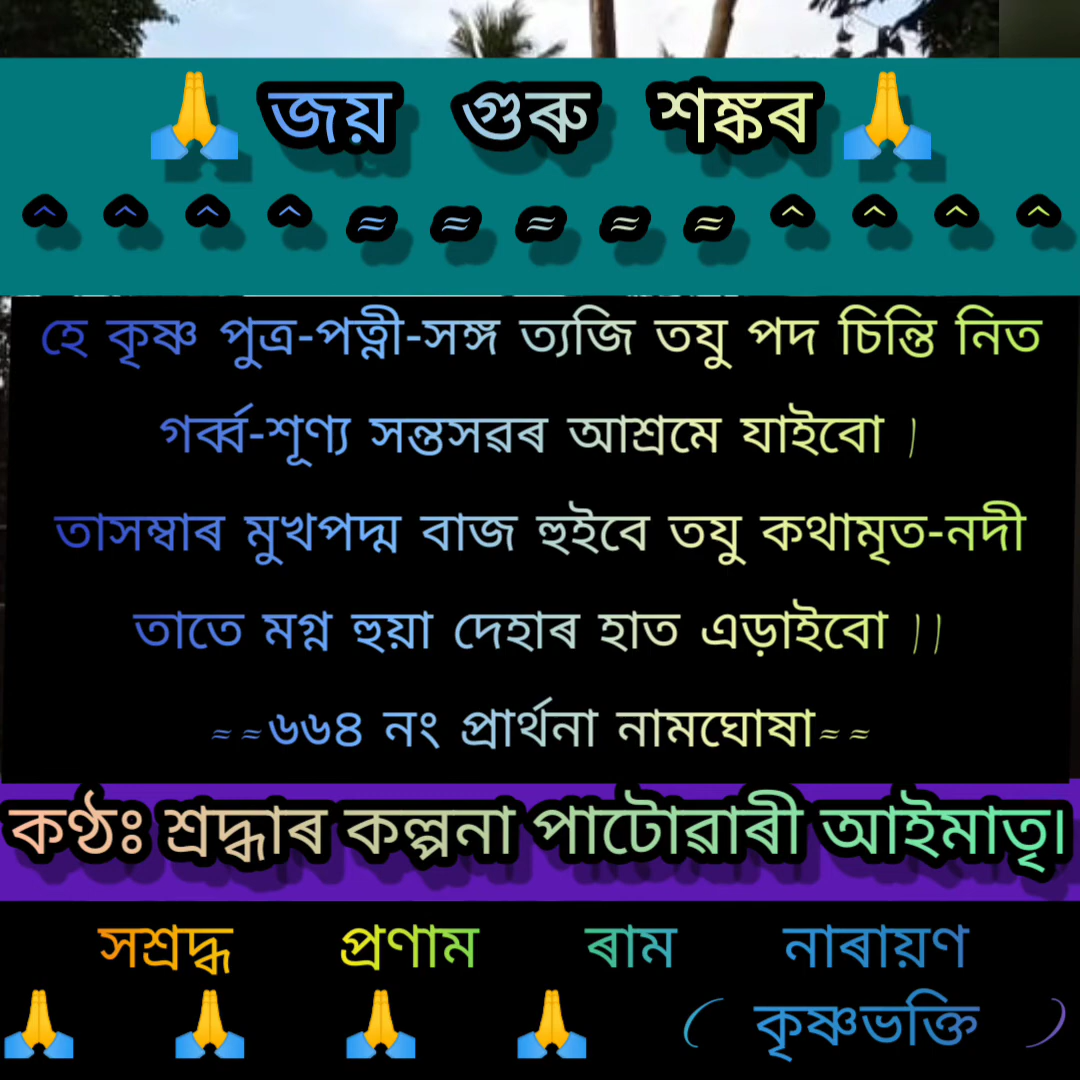 🙏 জয় গুৰু শঙ্কৰ 🙏
^ ^ ^ ^ ≈ ≈ ≈ ≈ ≈ ^ ^ ^ ^
হে কৃষ্ণ পুত্ৰ-পত্নী-সঙ্গ ত্যজি তযু পদ চিন্তি নিত
গৰ্ব্ব-শূণ্য সন্তসৱৰ আশ্ৰমে যাইবো ।
তাসম্বাৰ মুখপদ্ম বাজ হুইবে তযু কথামৃত-নদী
তাতে মগ্ন হুয়া দেহাৰ হাত এড়াইবো ।।
≈≈৬৬৪ নং প্ৰাৰ্থনা নামঘোষা≈≈
কণ্ঠঃ শ্ৰদ্ধাৰ কল্পনা পাটোৱাৰী আইমাতৃ।
সশ্ৰদ্ধ প্ৰণাম ৰাম নাৰায়ণ
🙏 🙏 🙏 🙏 ( কৃষ্ণভক্তি )